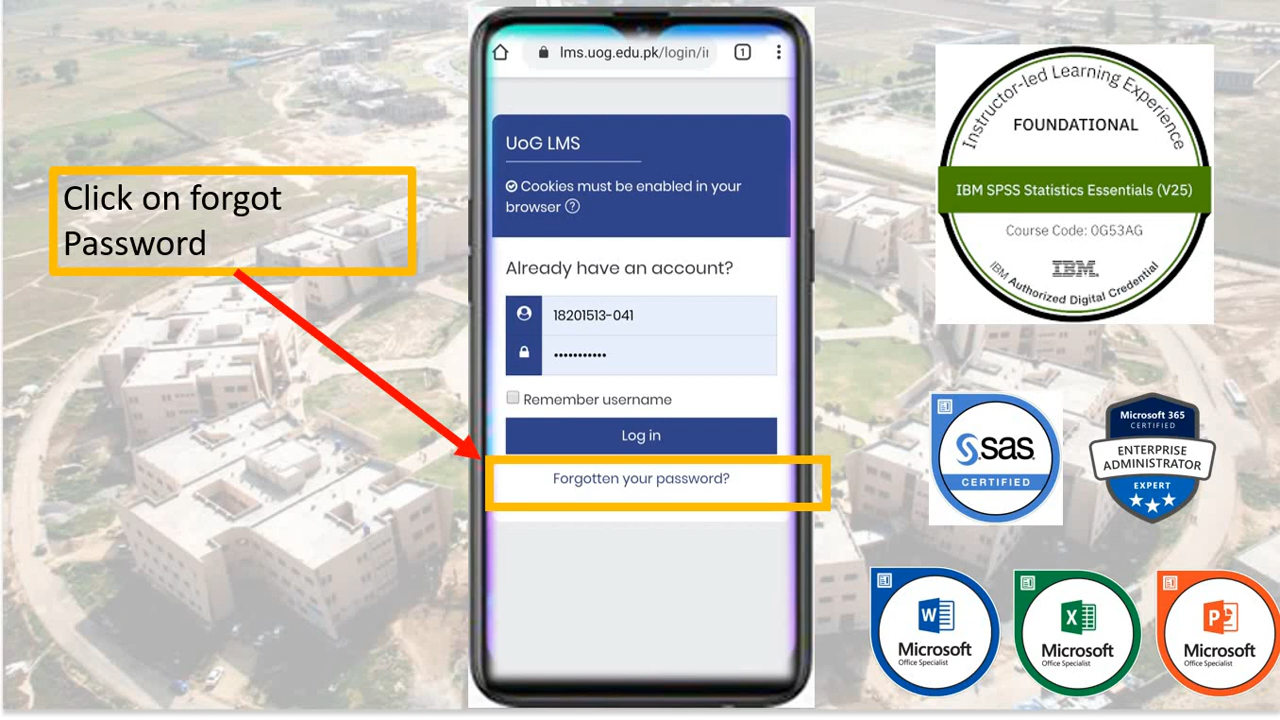 Click on forgot
Password
lms.uog.edu.pk/login/
1
UoG LMS
Cookies must be enabled in your
browser ?
Already have an account?
18201513-041
•••••••••••
Remember username
Log in
Forgotten your password?
Instructor-led Learning Experience
FOUNDATIONAL
IBM SPSS Statistics Essentials (V25)
Course Code: 0G53AG
IBM.
IBM Authorized Digital Credential
S.sas.
CERTIFIED
Microsoft 365
CERTIFIED
ENTERPRISE
ADMINISTRATOR
EXPERT
W
Microsoft
Office Specialist
X
Microsoft
Office Specialist
P
Microsoft
Office Specialist